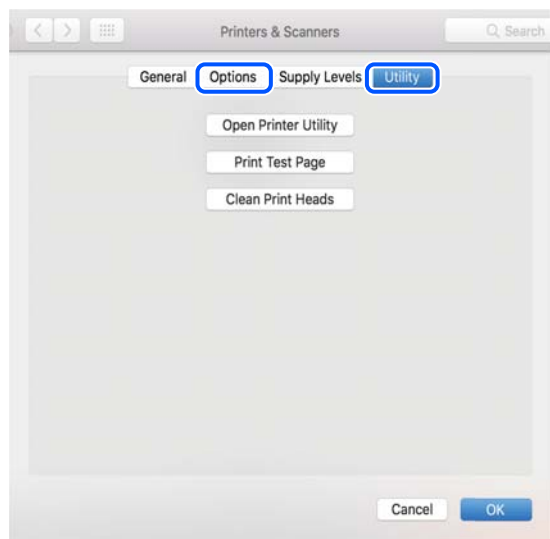 Printers & Scanners Search
General Options Supply Levels Utility
Open Printer Utility
Print Test Page
Clean Print Heads
Cancel OK